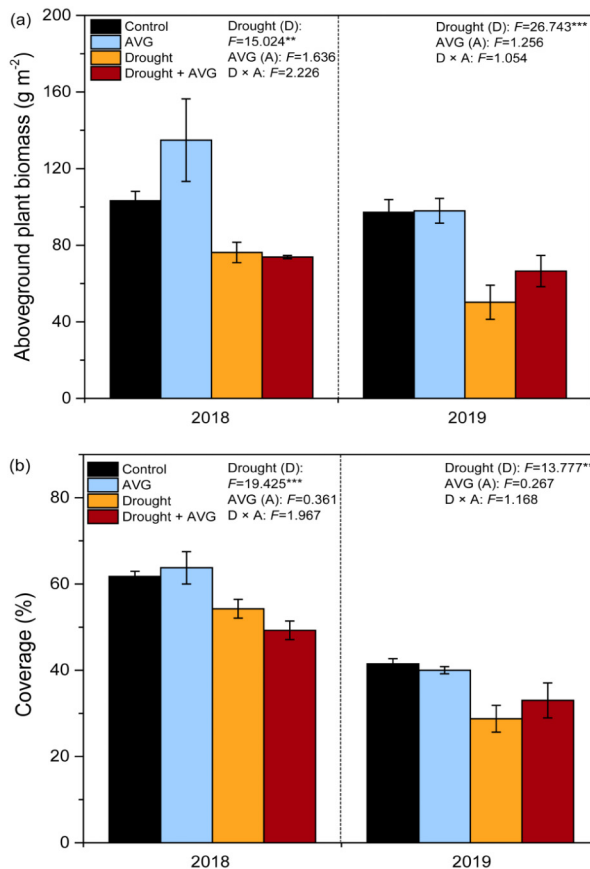 (a)
200
160
120
80
40
0
Aboveground plant biomass (g m-2)
Control
AVG
Drought
Drought + AVG
Drought (D):
F=15.024**
AVG (A): F=1.636
D × A: F=2.226
Drought (D): F=26.743***
AVG (A): F=1.256
D × A: F=1.054
2018
2019
(b)
80
60
40
20
0
Coverage (%)
Control
AVG
Drought
Drought + AVG
Drought (D):
F=19.425***
AVG (A): F=0.361
D × A: F=1.967
Drought (D): F=13.777**
AVG (A): F=0.267
D × A: F=1.168
2018
2019